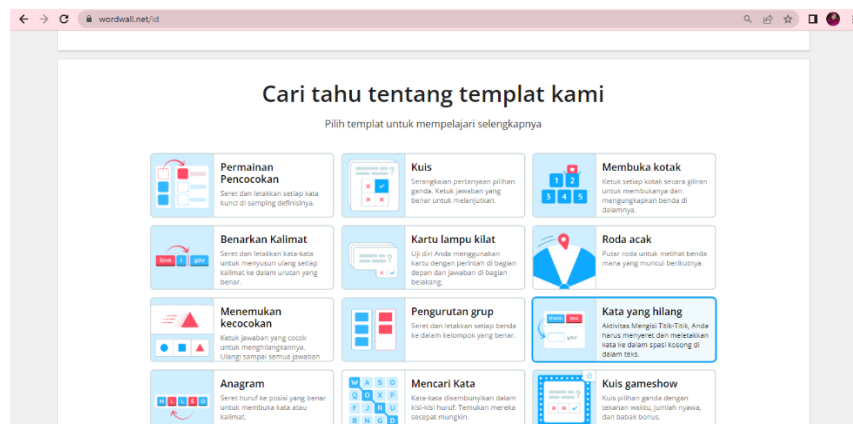 wordwall.net/id
Cari tahu tentang templat kami
Pilih templat untuk mempelajari selengkapnya
Permainan
Pencocokan
Seret dan letakkan setiap kata
kunci di samping definisinya.
Kuis
Serangkaian pertanyaan pilihan
ganda. Ketuk jawaban yang
benar untuk melanjutkan.
Membuka kotak
Ketuk setiap kotak secara giliran
untuk membukanya dan
mengungkapkan benda di
dalamnya.
1 2
3 4 5
Benarkan Kalimat
Seret dan letakkan kata-kata
untuk menyusun ulang setiap
kalimat ke dalam urutan yang
benar.
love I you
Kartu lampu kilat
Uji diri Anda menggunakan
kartu dengan perintah di bagian
depan dan jawaban di bagian
belakang.
Roda acak
Putar roda untuk melihat benda
mana yang muncul berikutnya.
Menemukan
kecocokan
Ketuk jawaban yang cocok
untuk menghilangkannya.
Ulangi sampai semua jawaban
Pengurutan grup
Seret dan letakkan setiap benda
ke dalam kelompok yang benar.
Kata yang hilang
Aktivitas Mengisi Titik-Titik, Anda
harus menyeret dan meletakkan
kata ke dalam spasi kosong di
dalam teks.
you!
Anagram
Seret huruf ke posisi yang benar
untuk membuka kata atau
kalimat.
H L L E O
Mencari Kata
Kata-kata disembunyikan dalam
kisi-kisi huruf. Temukan mereka
secepat mungkin.
W A S O
Q O X P
F J R U
B N G D
Kuis gameshow
Kuis pilihan ganda dengan
tekanan waktu, jumlah nyawa,
dan babak bonus.